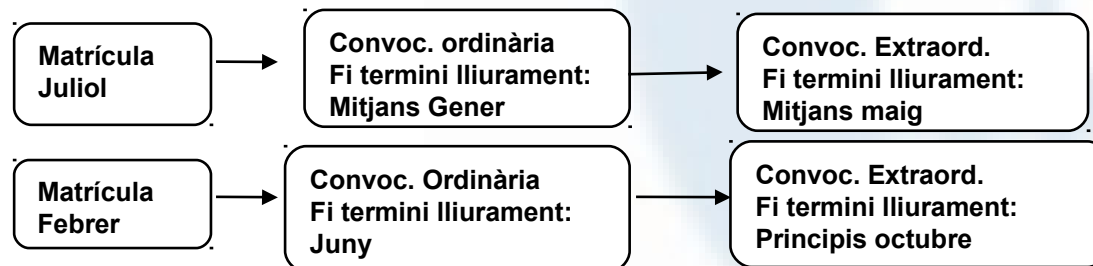 Matrícula
Juliol
Convoc. ordinària
Fi termini lliurament:
Mitjans Gener
Convoc. Extraord.
Fi termini lliurament:
Mitjans maig
Matrícula
Febrer
Convoc. Ordinària
Fi termini lliurament:
Juny
Convoc. Extraord.
Fi termini lliurament:
Principis octubre